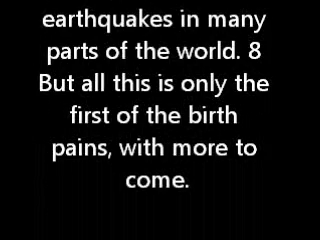 earthquakes in many
parts of the world. 8
But all this is only the
first of the birth
pains, with more to
come.